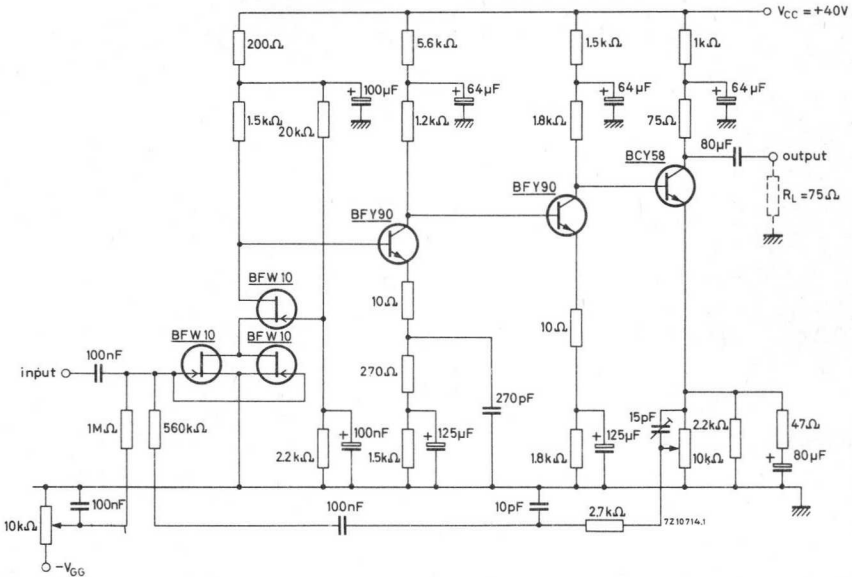 V_CC = +40V
200Ω
5.6kΩ
1.5kΩ
1kΩ
+
100µF
+
64µF
+
64µF
+
64µF
1.5kΩ
20kΩ
1.2kΩ
1.8kΩ
75Ω
80µF
output
BCY58
BFY90
R_L = 75Ω
BFY90
BFW10
10Ω
10Ω
BFW10
BFW10
100nF
input
270Ω
270pF
15pF
1MΩ
560kΩ
2.2kΩ
+
100nF
1.5kΩ
+
125µF
1.8kΩ
+
125µF
10kΩ
2.2kΩ
47Ω
+
80µF
100nF
10kΩ
100nF
10pF
2.7kΩ
7Z10714.1
-V_GG